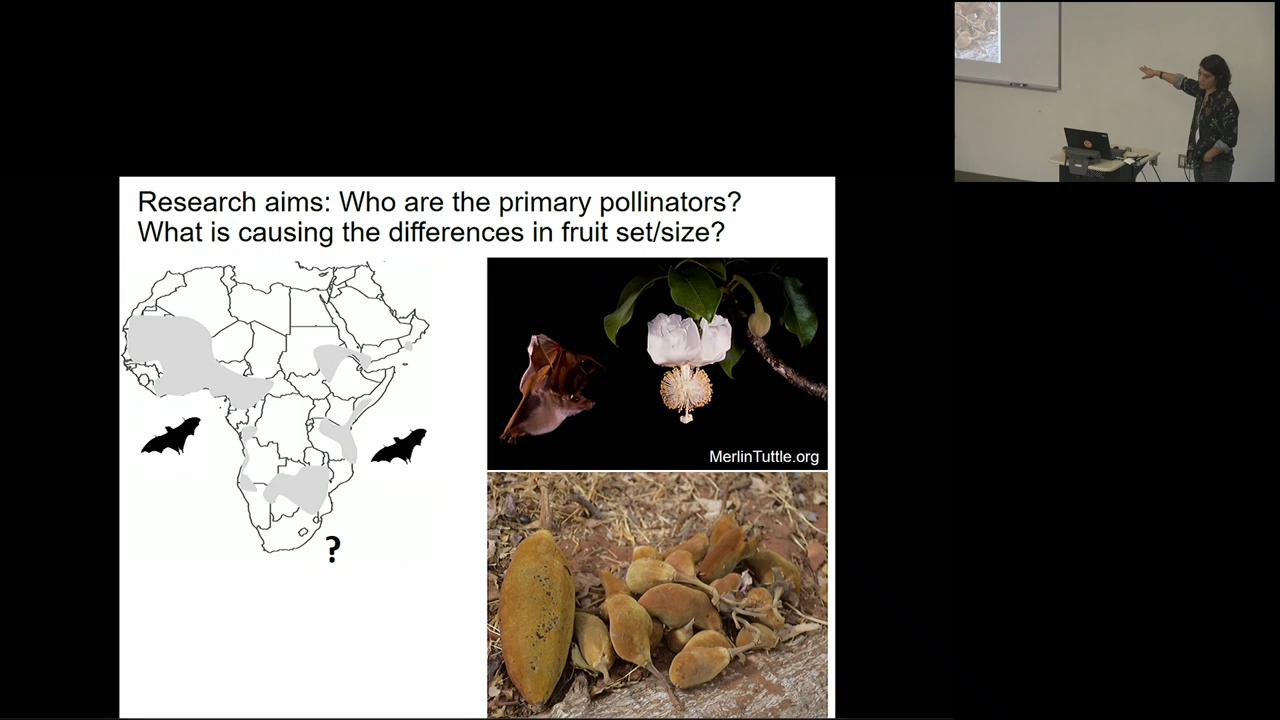 Research aims: Who are the primary pollinators?
What is causing the differences in fruit set/size?
MerlinTuttle.org
?